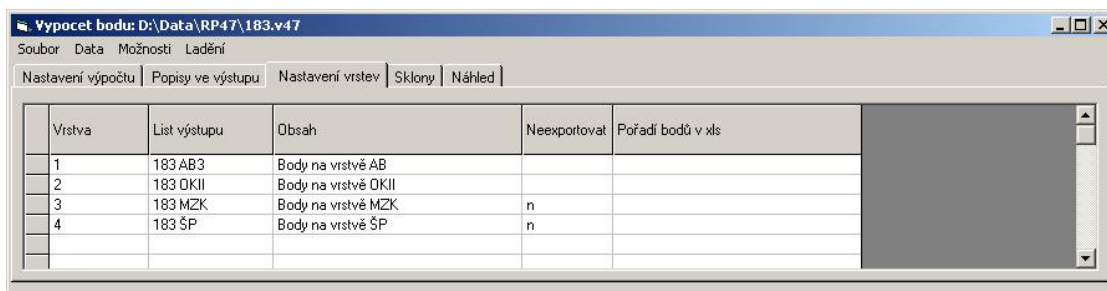 Vypocet bodu: D:\Data\RP47\183.v47
Soubor Data Možnosti Ladění
Nastavení výpočtu Popisy ve výstupu Nastavení vrstev Sklony Náhled
Vrstva List výstupu Obsah Neexportovat Pořadí bodů v xls
1 183 AB3 Body na vrstvě AB
2 183 OKII Body na vrstvě OKII
3 183 MZK Body na vrstvě MZK n
4 183 ŠP Body na vrstvě ŠP n